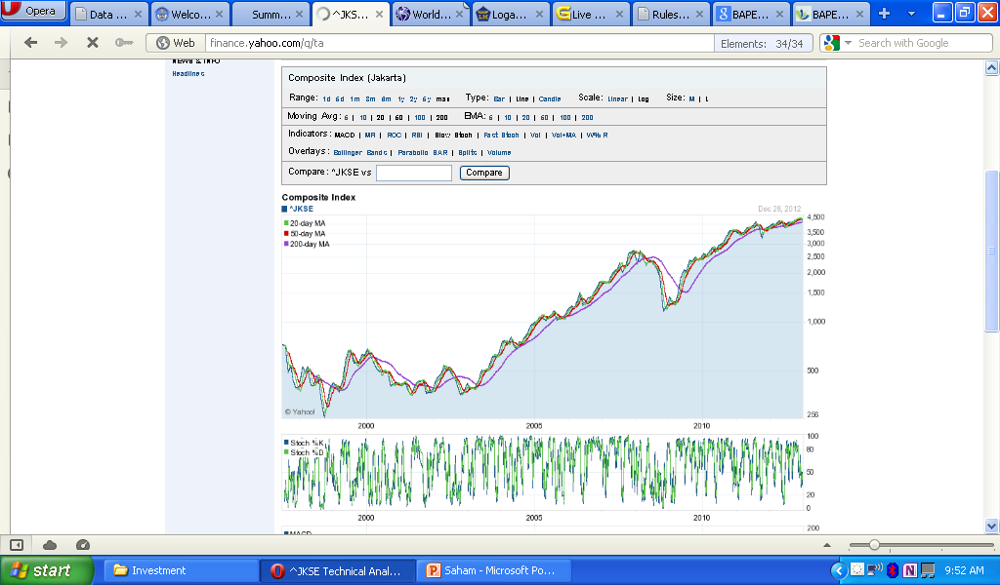 Opera Data ... Welco... Summ... ^JKS... World... Loga... Live ... Rules... BAPE... BAPE...
Web finance.yahoo.com/q/ta Elements: 34/34 Search with Google
NEWS & INFO
Headlines
Composite Index (Jakarta)
Range: 1d 5d 1m 3m 6m 1y 2y 5y max Type: Bar | Line | Candle Scale: Linear | Log Size: M | L
Moving Avg: 5 | 10 | 20 | 50 | 100 | 200 EMA: 5 | 10 | 20 | 50 | 100 | 200
Indicators: MACD | MFI | ROC | RSI | Slow Stoch | Fast Stoch | Vol | Vol+MA | W%R
Overlays: Bollinger Bands | Parabolic SAR | Splits | Volume
Compare: ^JKSE vs Compare
Composite Index
^JKSE Dec 28, 2012
20-day MA
50-day MA
200-day MA
4,500
3,500
3,000
2,500
2,000
1,500
1,000
500
256
© Yahoo!
2000 2005 2010
Stoch %K
Stoch %D
100
80
50
20
0
2000 2005 2010
MACD
200
start Investment ^JKSE Technical Anal... Saham - Microsoft Po... 9:52 AM